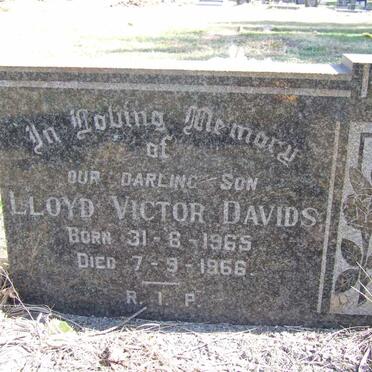 In Loving Memory
of
OUR DARLING SON
LLOYD VICTOR DAVIDS
BORN 31-8-1965
DIED 7-9-1966
R.I.P.